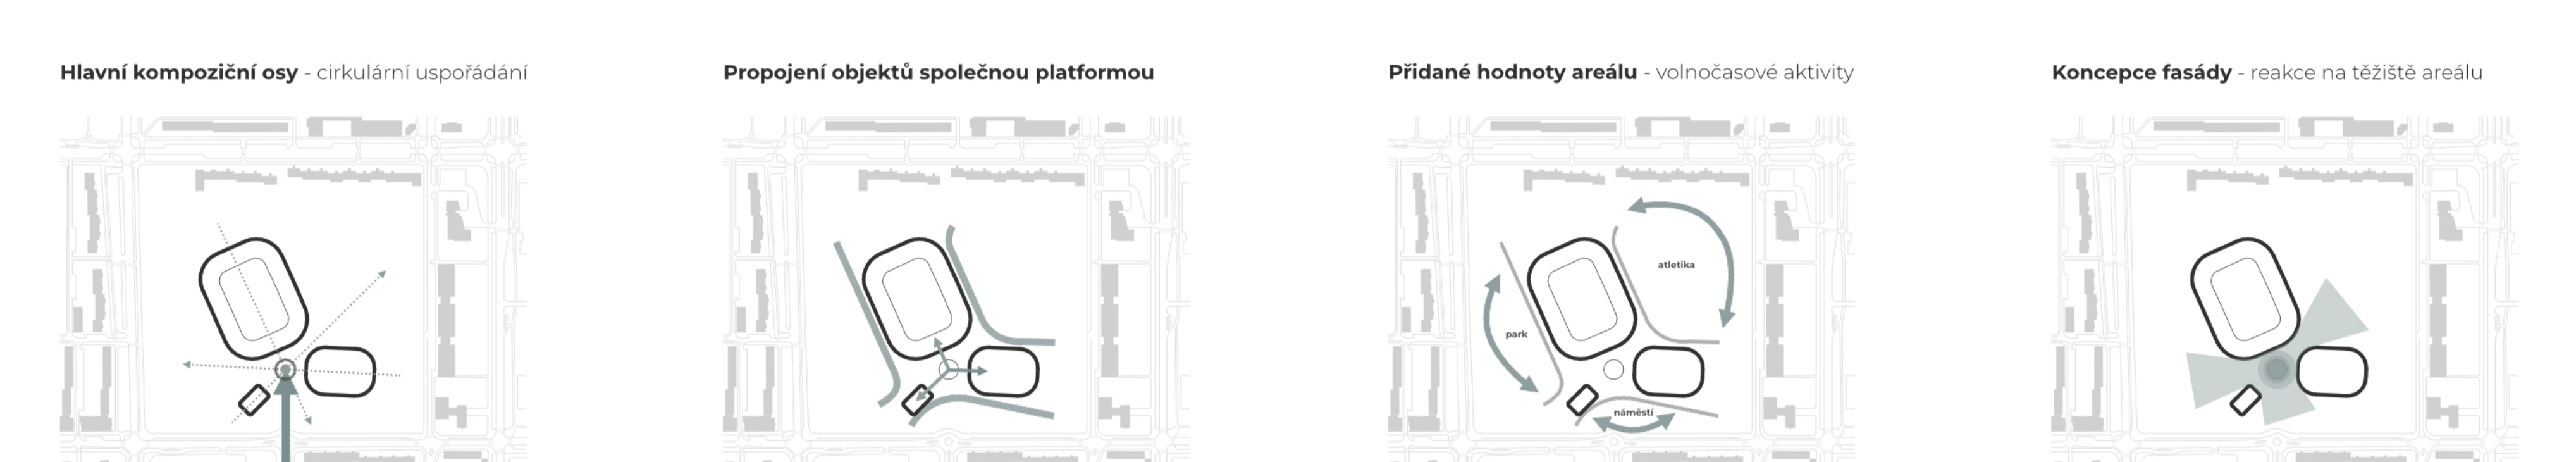 Hlavní kompoziční osy - cirkulární uspořádání
Propojení objektů společnou platformou
Přidané hodnoty areálu - volnočasové aktivity
Koncepce fasády - reakce na těžiště areálu
atletika
park
náměstí